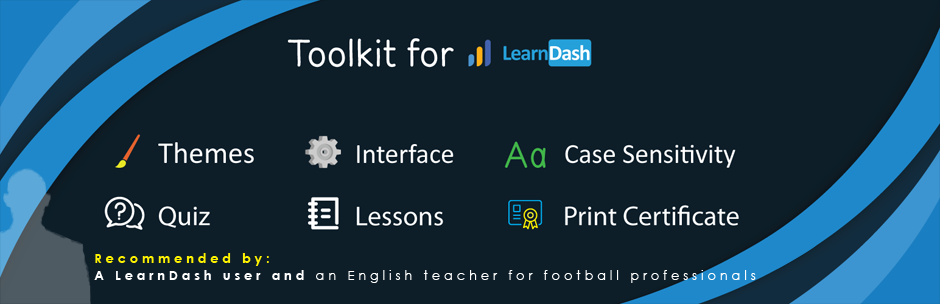 Toolkit for LearnDash
Themes Interface Aa Case Sensitivity
Quiz Lessons Print Certificate
Recommended by:
A LearnDash user and an English teacher for football professionals